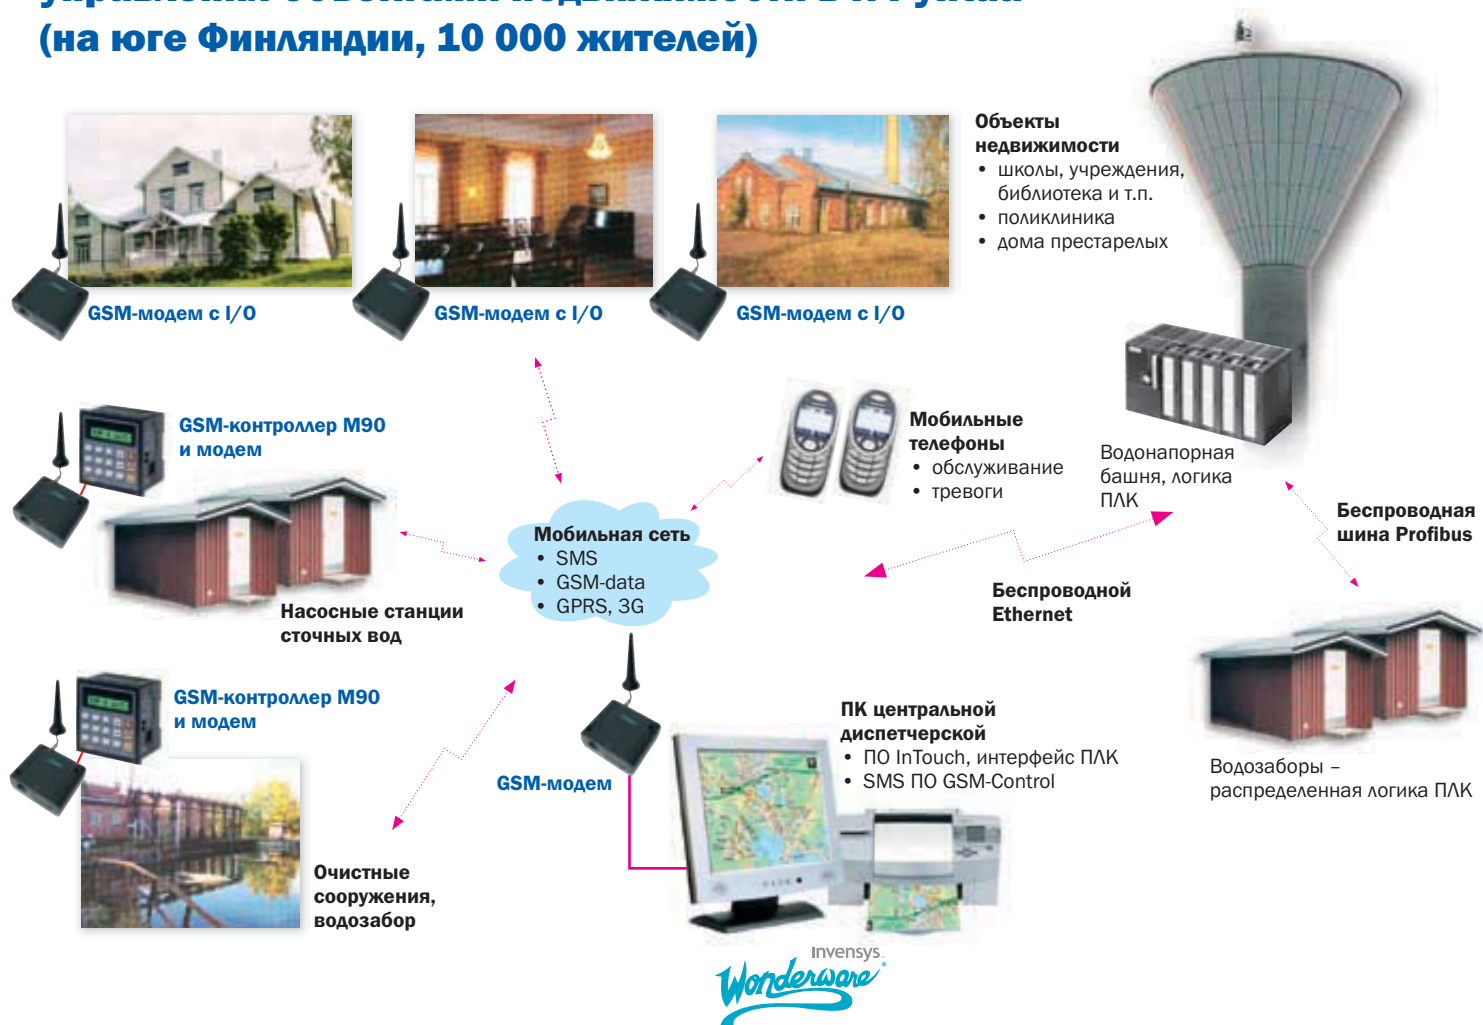 (на юге Финляндии, 10 000 жителей)
Объекты
недвижимости
• школы, учреждения,
библиотека и т.п.
• поликлиника
• дома престарелых
GSM-модем с I/O
GSM-модем с I/O
GSM-модем с I/O
GSM-контроллер M90
и модем
Мобильные
телефоны
• обслуживание
• тревоги
Водонапорная
башня, логика
ПЛК
Беспроводная
шина Profibus
Мобильная сеть
• SMS
• GSM-data
• GPRS, 3G
Беспроводной
Ethernet
Насосные станции
сточных вод
GSM-контроллер M90
и модем
GSM-модем
ПК центральной
диспетчерской
• ПО InTouch, интерфейс ПЛК
• SMS ПО GSM-Control
Водозаборы –
распределенная логика ПЛК
Очистные
сооружения,
водозабор
invensys
Wonderware